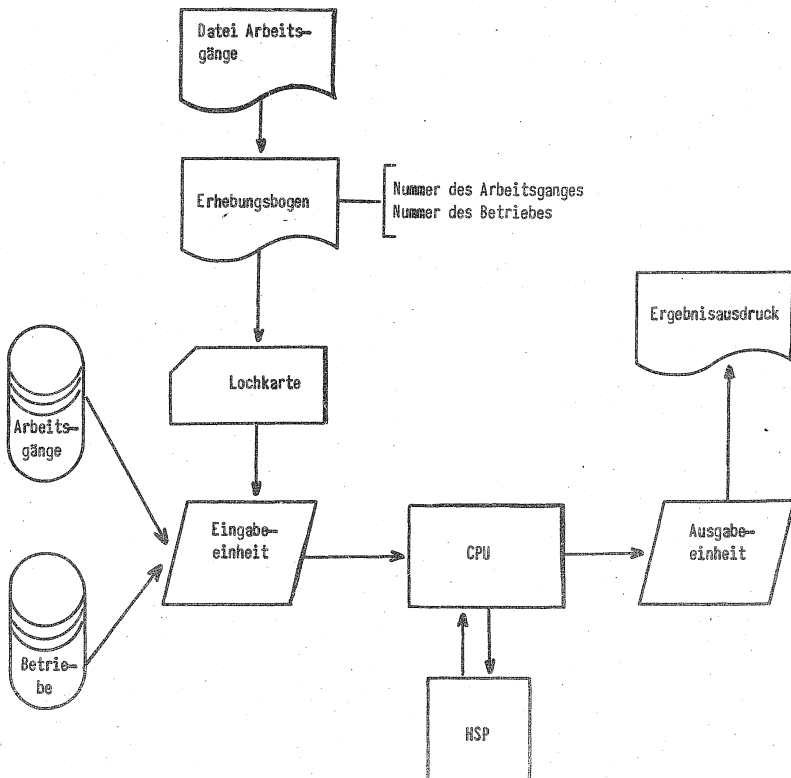 Datei Arbeits-
gänge
Erhebungsbogen
Nummer des Arbeitsganges
Nummer des Betriebes
Lochkarte
Ergebnisausdruck
Arbeits-
gänge
Eingabe-
einheit
CPU
Ausgabe-
einheit
Betrie-
be
HSP